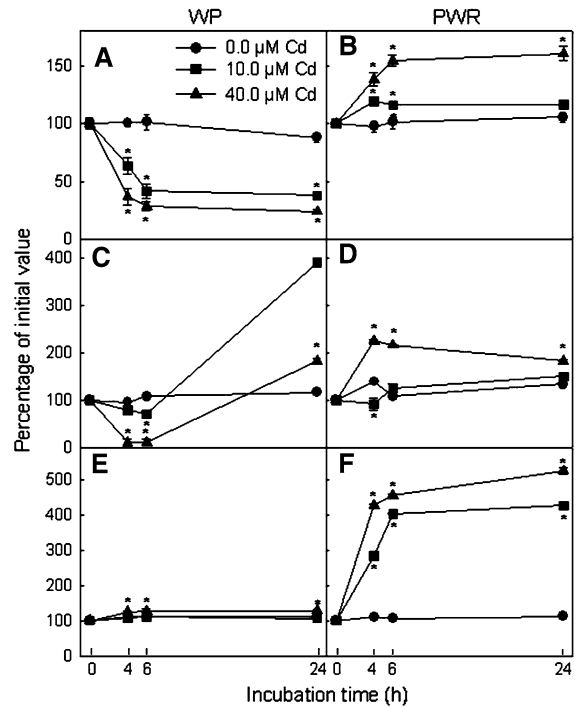 WP PWR
A
0.0 µM Cd
10.0 µM Cd
40.0 µM Cd
B
150
100
50
0
C
D
400
300
200
100
0
E
F
500
400
300
200
100
0
Percentage of initial value
0 4 6 24 0 4 6 24
Incubation time (h)